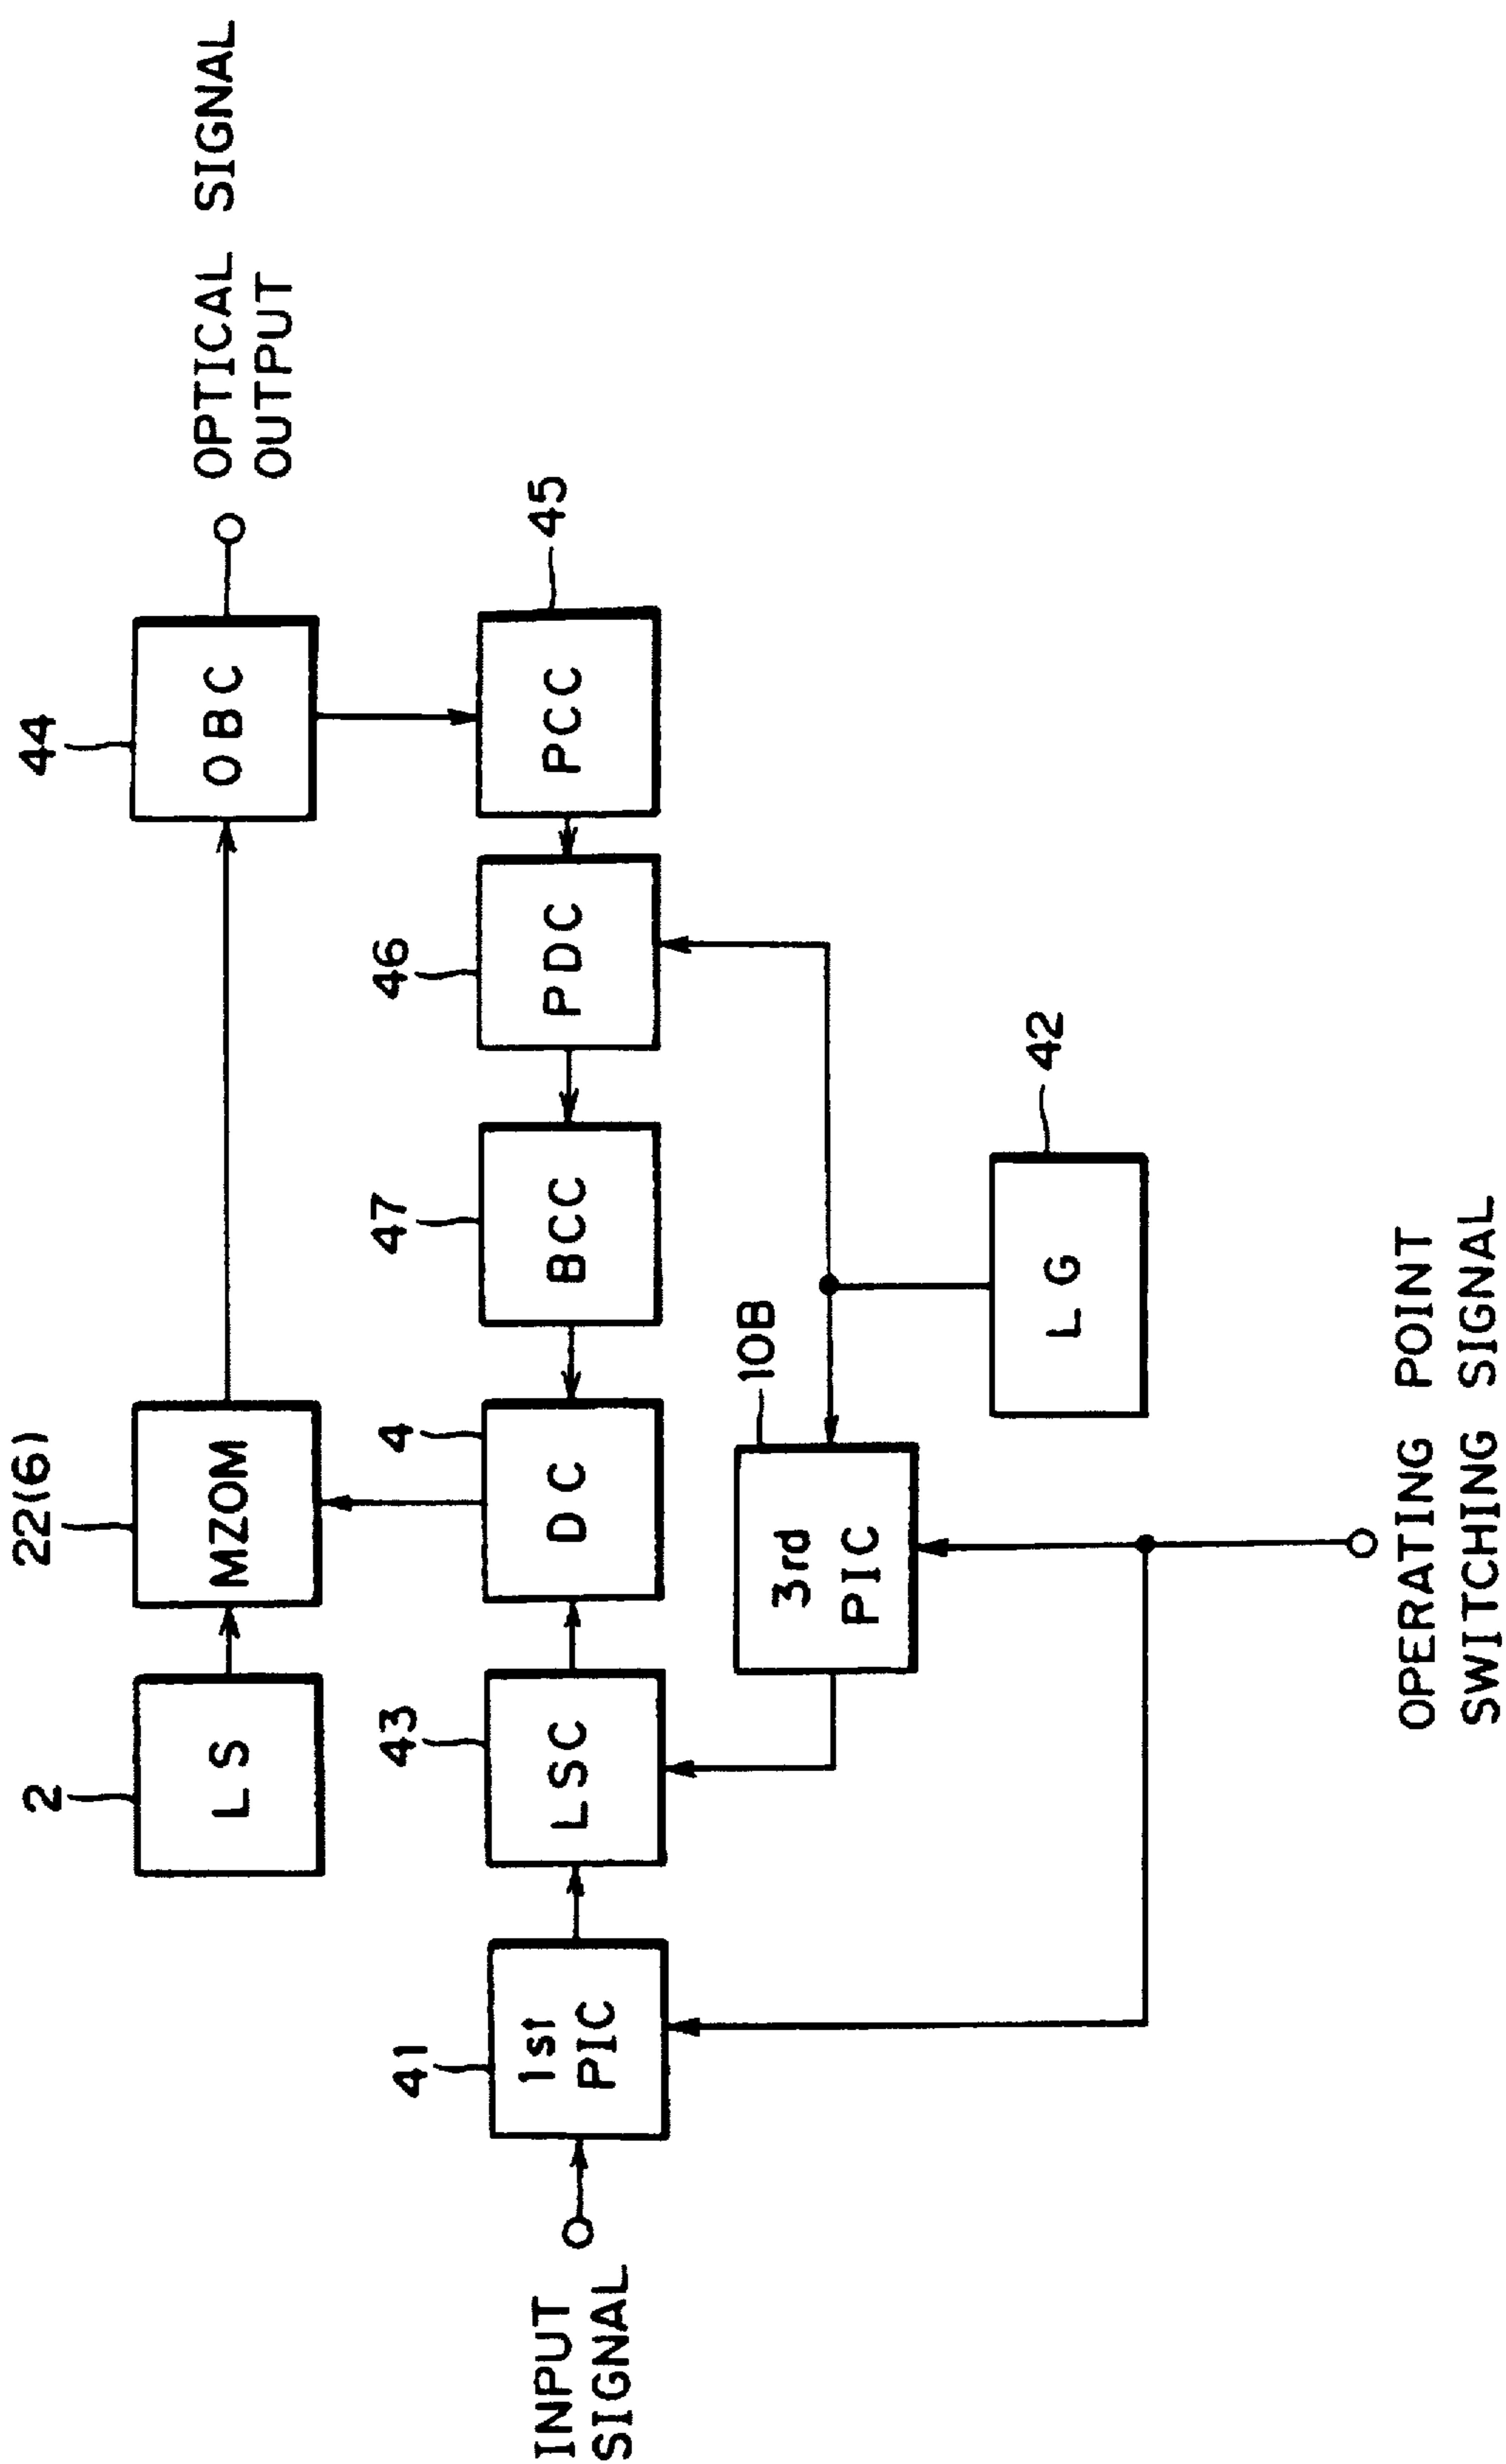 22(6)
44
2
LS
MZOM
OBC
OPTICAL SIGNAL
OUTPUT
41
43
4
47
46
45
INPUT
SIGNAL
1st
PIC
LSC
DC
BCC
PDC
PCC
10B
3rd
PIC
42
LG
OPERATING POINT
SWITCHING SIGNAL